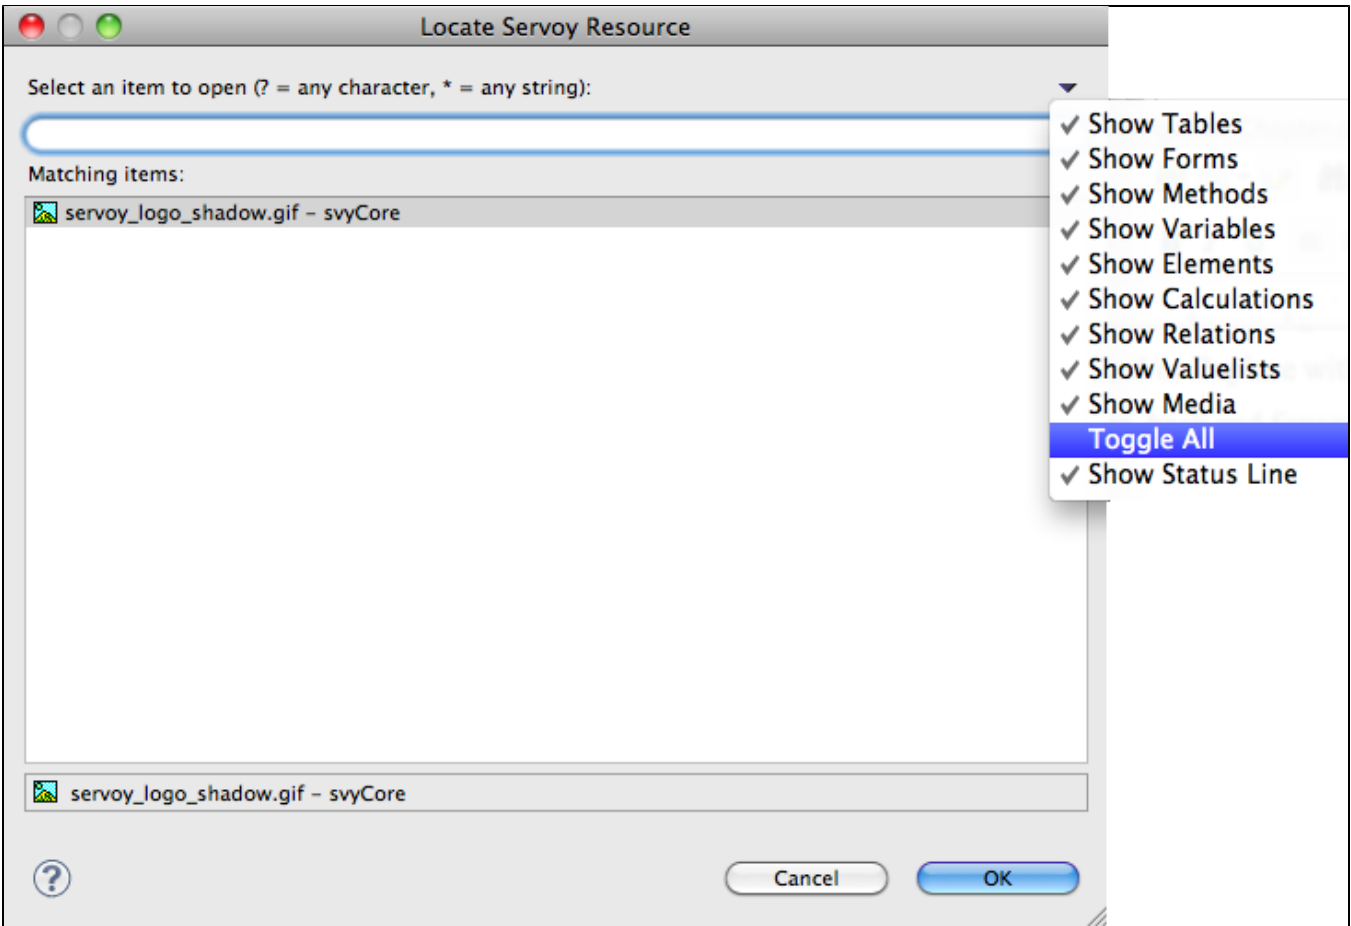 Locate Servoy Resource
Select an item to open (? = any character, * = any string):
Matching items:
servoy_logo_shadow.gif – svyCore
Show Tables
Show Forms
Show Methods
Show Variables
Show Elements
Show Calculations
Show Relations
Show Valuelists
Show Media
Toggle All
Show Status Line
servoy_logo_shadow.gif – svyCore
?
Cancel
OK